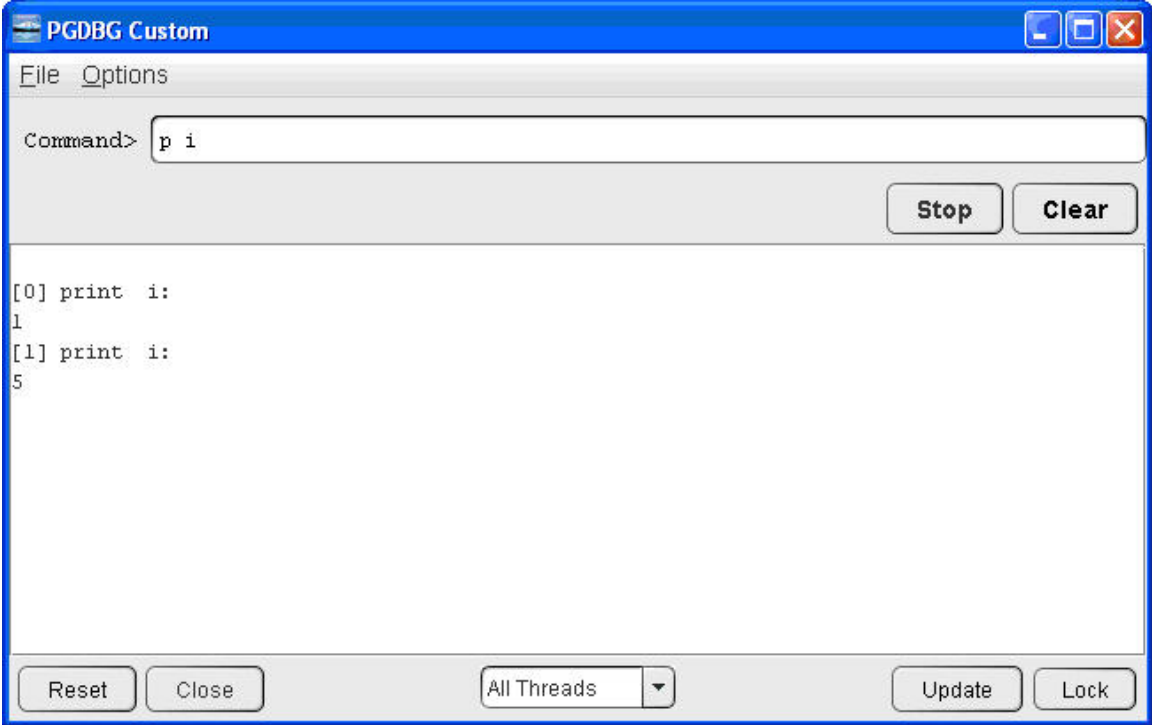 PGDBG Custom
File Options
Command> p i
Stop Clear
[0] print i:
1
[1] print i:
5
Reset Close All Threads Update Lock